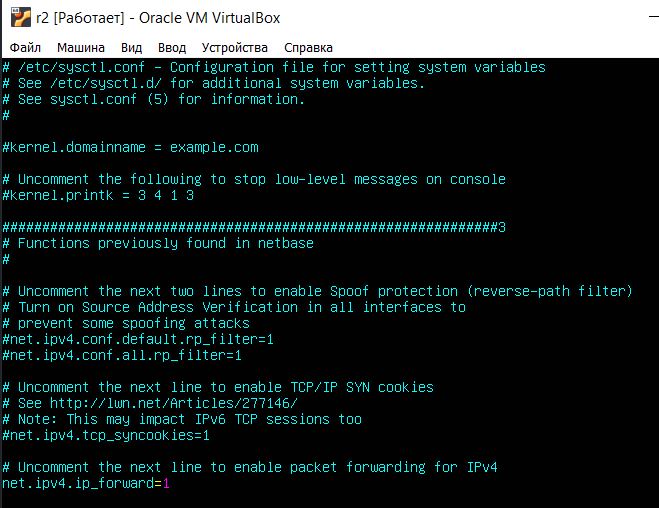 r2 [Работает] - Oracle VM VirtualBox
Файл Машина Вид Ввод Устройства Справка
# /etc/sysctl.conf - Configuration file for setting system variables
# See /etc/sysctl.d/ for additional system variables.
# See sysctl.conf (5) for information.
#
#kernel.domainname = example.com
# Uncomment the following to stop low-level messages on console
#kernel.printk = 3 4 1 3
##############################################################3
# Functions previously found in netbase
#
# Uncomment the next two lines to enable Spoof protection (reverse-path filter)
# Turn on Source Address Verification in all interfaces to
# prevent some spoofing attacks
#net.ipv4.conf.default.rp_filter=1
#net.ipv4.conf.all.rp_filter=1
# Uncomment the next line to enable TCP/IP SYN cookies
# See http://lwn.net/Articles/277146/
# Note: This may impact IPv6 TCP sessions too
#net.ipv4.tcp_syncookies=1
# Uncomment the next line to enable packet forwarding for IPv4
net.ipv4.ip_forward=1